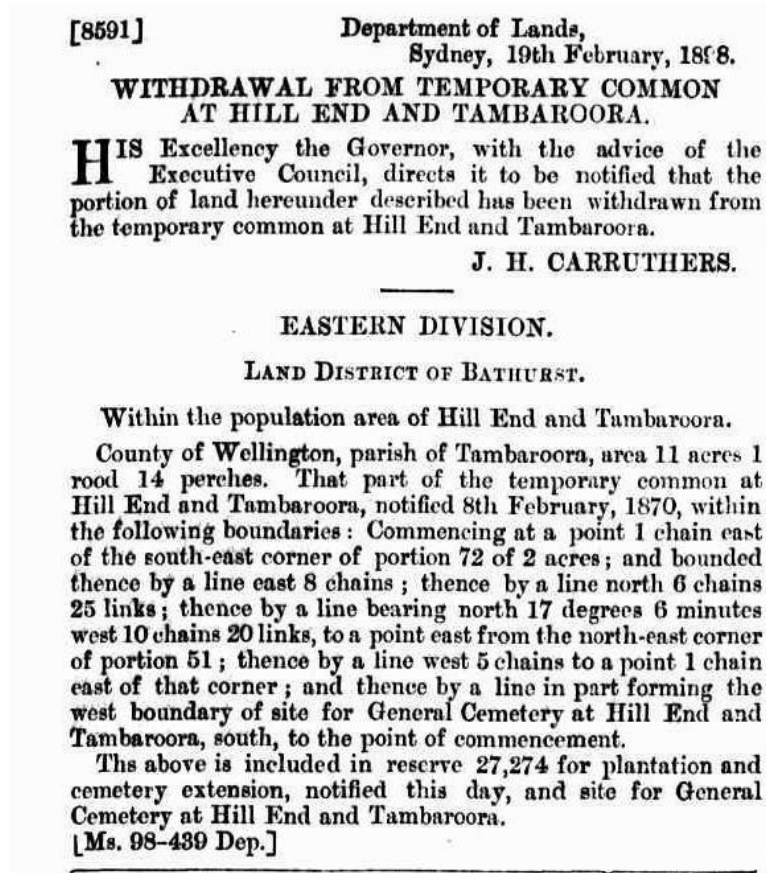 [8591] Department of Lands,
Sydney, 19th February, 1898.
WITHDRAWAL FROM TEMPORARY COMMON
AT HILL END AND TAMBAROORA.
HIS Excellency the Governor, with the advice of the
Executive Council, directs it to be notified that the
portion of land hereunder described has been withdrawn from
the temporary common at Hill End and Tambaroora.
J. H. CARRUTHERS.
EASTERN DIVISION.
LAND DISTRICT OF BATHURST.
Within the population area of Hill End and Tambaroora.
County of Wellington, parish of Tambaroora, area 11 acres 1
rood 14 perches. That part of the temporary common at
Hill End and Tambaroora, notified 8th February, 1870, within
the following boundaries: Commencing at a point 1 chain east
of the south-east corner of portion 72 of 2 acres; and bounded
thence by a line east 8 chains; thence by a line north 6 chains
25 links; thence by a line bearing north 17 degrees 6 minutes
west 10 chains 20 links, to a point east from the north-east corner
of portion 51; thence by a line west 5 chains to a point 1 chain
east of that corner; and thence by a line in part forming the
west boundary of site for General Cemetery at Hill End and
Tambaroora, south, to the point of commencement.
Ths above is included in reserve 27,274 for plantation and
cemetery extension, notified this day, and site for General
Cemetery at Hill End and Tambaroora.
[Ms. 98-439 Dep.]